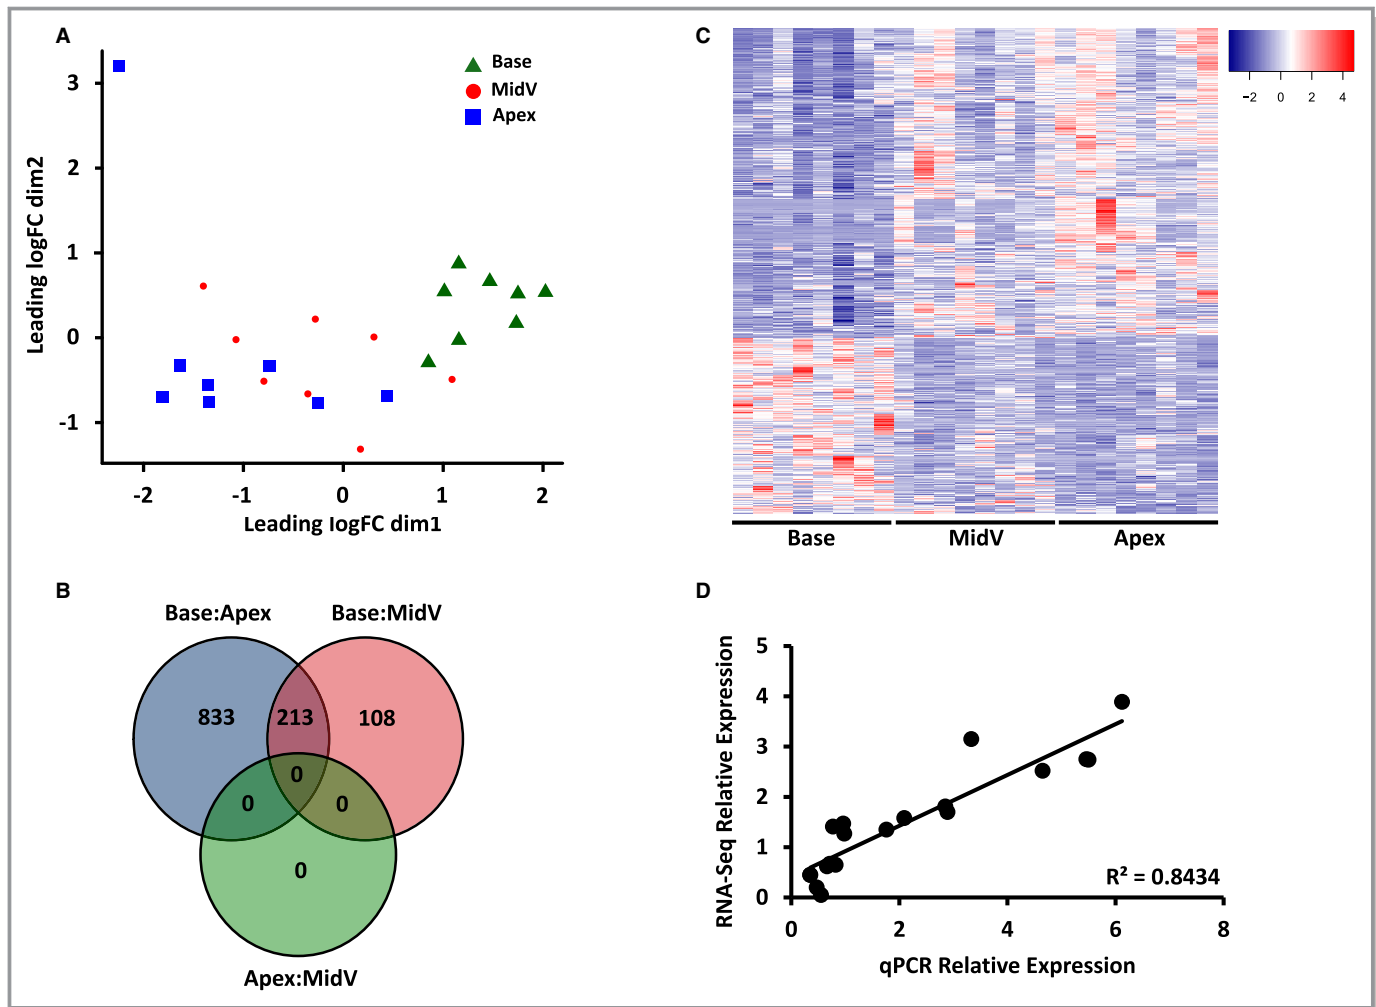 A
Base
MidV
Apex
3
2
1
0
-1
Leading logFC dim2
-2
-1
0
1
2
Leading IogFC dim1
C
−2
0
2
4
Base
MidV
Apex
B
Base:Apex
Base:MidV
833
213
108
0
0
0
0
Apex:MidV
D
RNA-Seq Relative Expression
5
4
3
2
1
0
R² = 0.8434
0
2
4
6
8
qPCR Relative Expression